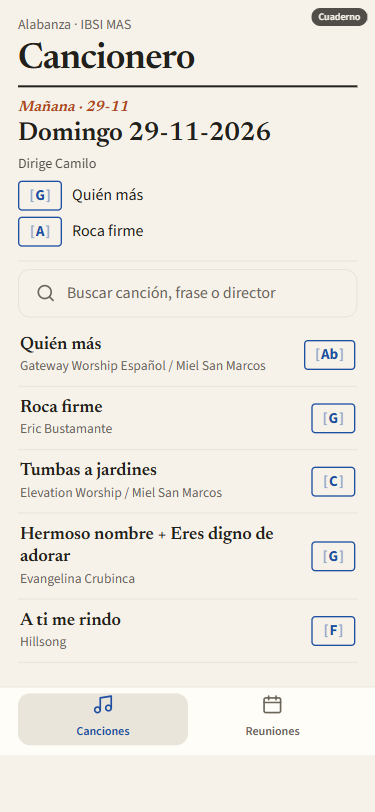 Alabanza · IBSI MAS
Cuaderno
Cancionero
Mañana · 29-11
Domingo 29-11-2026
Dirige Camilo
[G] Quién más
[A] Roca firme
Buscar canción, frase o director
Quién más
Gateway Worship Español / Miel San Marcos
[Ab]
Roca firme
Eric Bustamante
[G]
Tumbas a jardines
Elevation Worship / Miel San Marcos
[C]
Hermoso nombre + Eres digno de
adorar
Evangelina Crubinca
[G]
A ti me rindo
Hillsong
[F]
Canciones
Reuniones